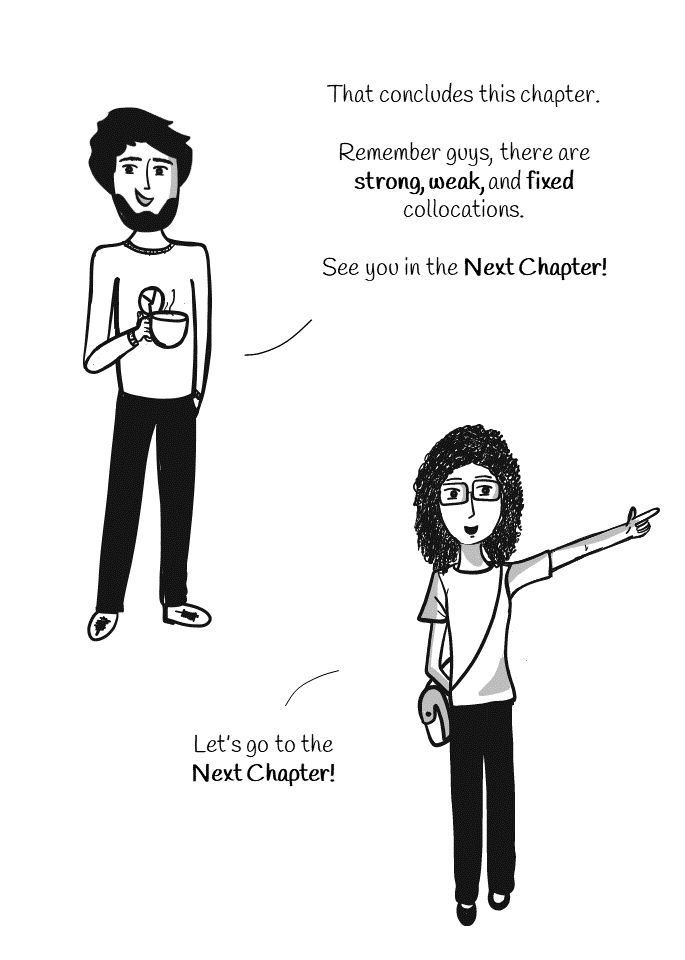 That concludes this chapter.
Remember guys, there are
strong, weak, and fixed
collocations.
See you in the Next Chapter!
Let's go to the
Next Chapter!